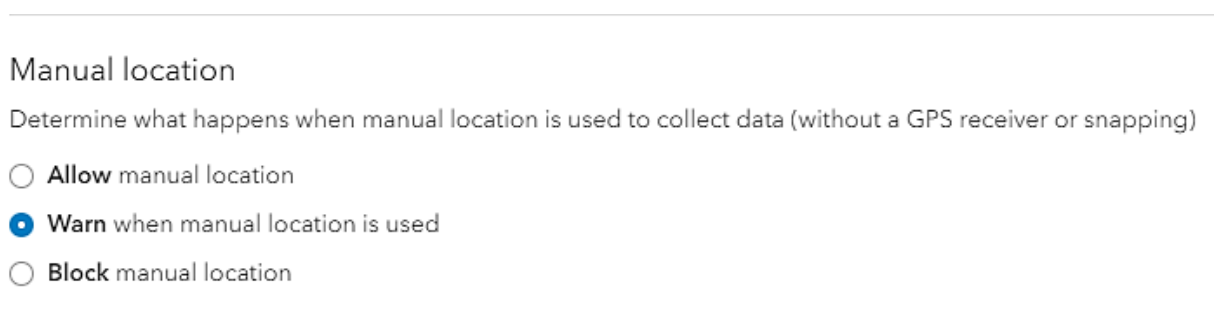 Manual location
Determine what happens when manual location is used to collect data (without a GPS receiver or snapping)
Allow manual location
Warn when manual location is used
Block manual location